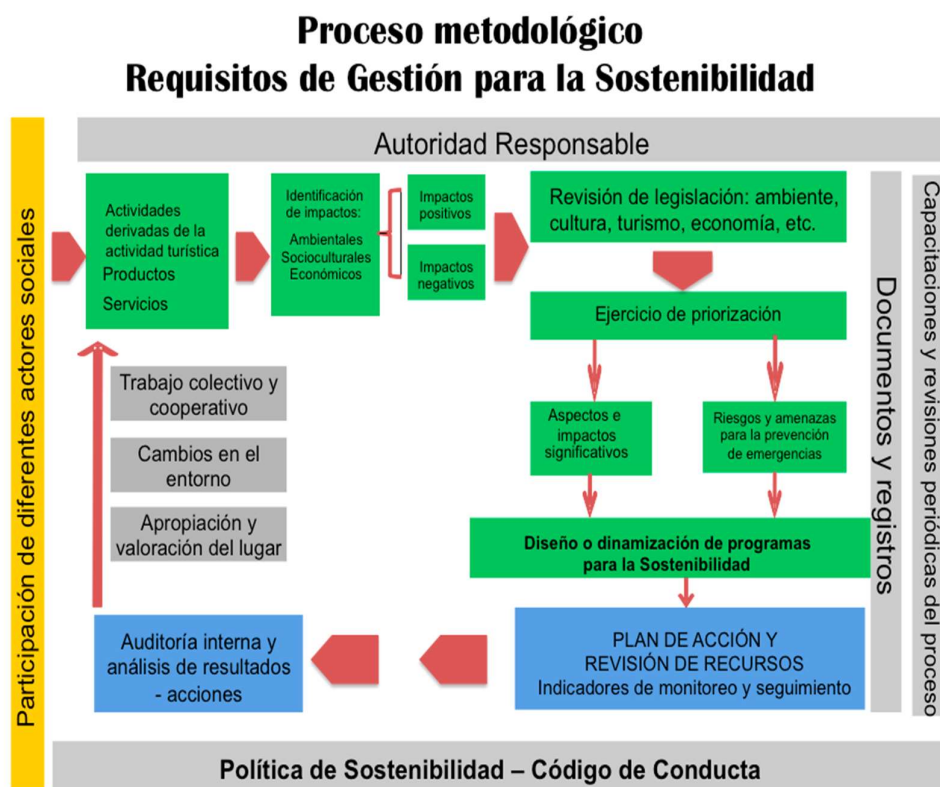 Proceso metodológico
Requisitos de Gestión para la Sostenibilidad
Autoridad Responsable
Participación de diferentes actores sociales
Actividades
derivadas de la
actividad turística
Productos
Servicios
Identificación
de impactos:
Ambientales
Socioculturales
Económicos
Impactos
positivos
Impactos
negativos
Revisión de legislación: ambiente,
cultura, turismo, economía, etc.
Ejercicio de priorización
Aspectos e
impactos
significativos
Riesgos y amenazas
para la prevención
de emergencias
Diseño o dinamización de programas
para la Sostenibilidad
PLAN DE ACCIÓN Y
REVISIÓN DE RECURSOS
Indicadores de monitoreo y seguimiento
Auditoría interna y
análisis de resultados
- acciones
Trabajo colectivo y
cooperativo
Cambios en el
entorno
Apropiación y
valoración del lugar
Documentos y registros
Capacitaciones y revisiones periódicas del proceso
Política de Sostenibilidad – Código de Conducta